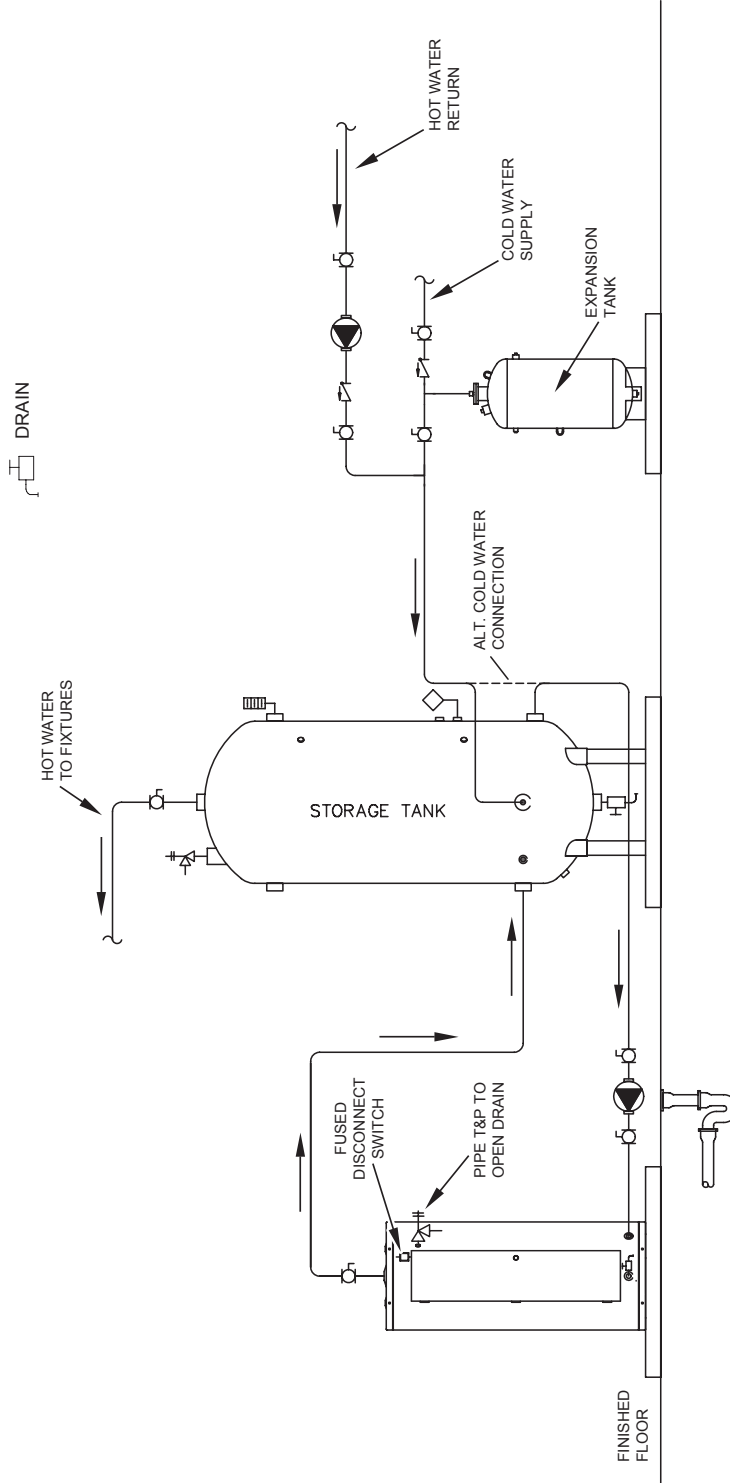 DRAIN
HOT WATER
TO FIXTURES
HOT WATER
RETURN
COLD WATER
SUPPLY
EXPANSION
TANK
ALT. COLD WATER
CONNECTION
STORAGE TANK
FUSED
DISCONNECT
SWITCH
PIPE T&P TO
OPEN DRAIN
FINISHED
FLOOR